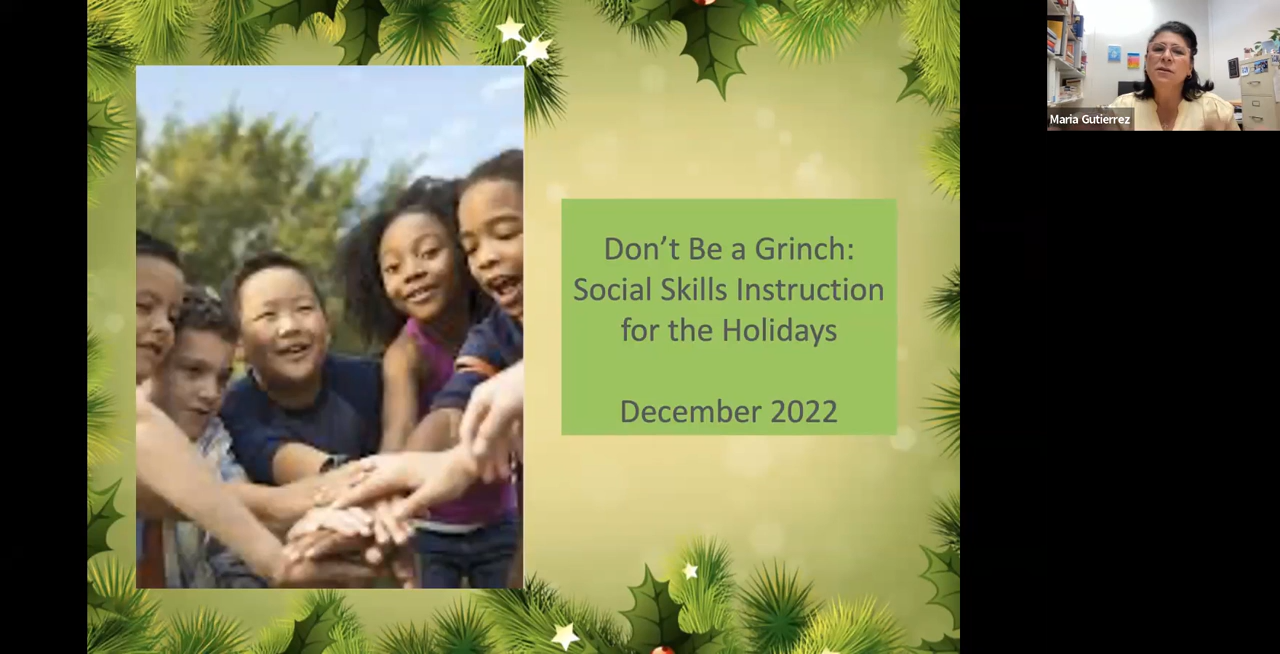 Don’t Be a Grinch:
Social Skills Instruction
for the Holidays
December 2022
Maria Gutierrez